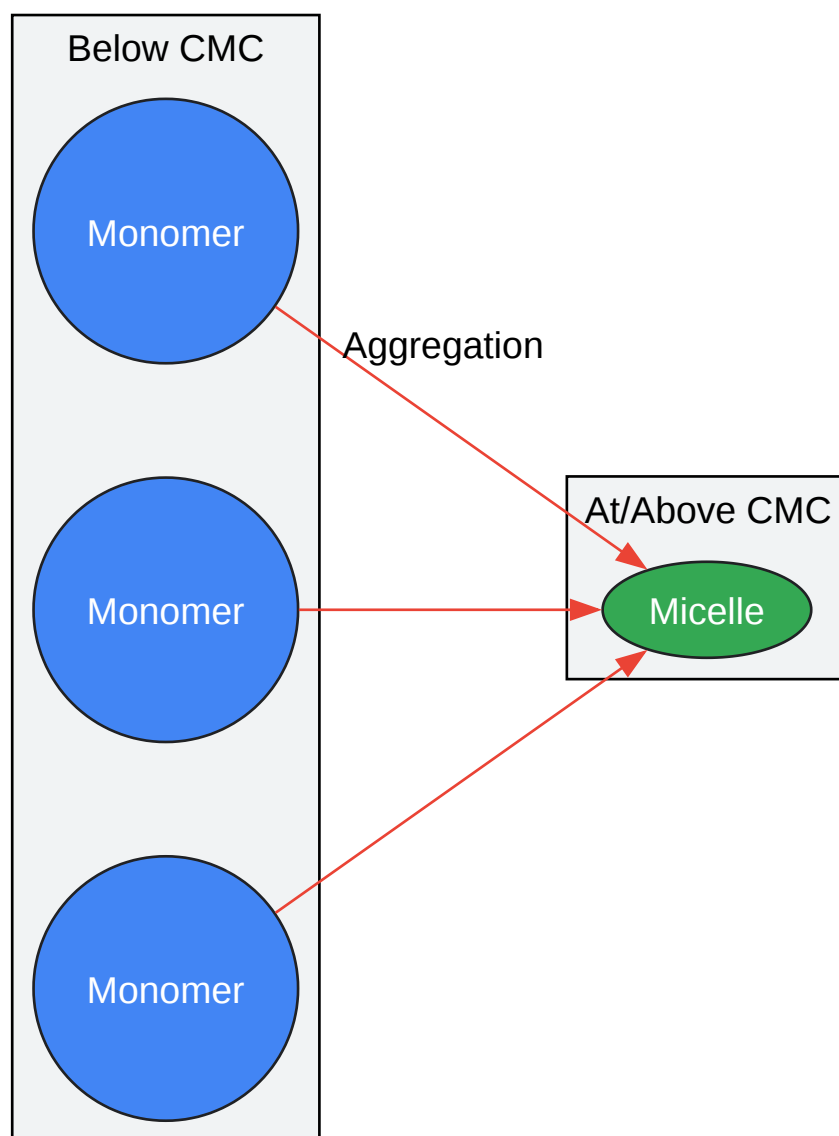 Below CMC
Monomer
Aggregation
At/Above CMC
Monomer
Micelle
Monomer